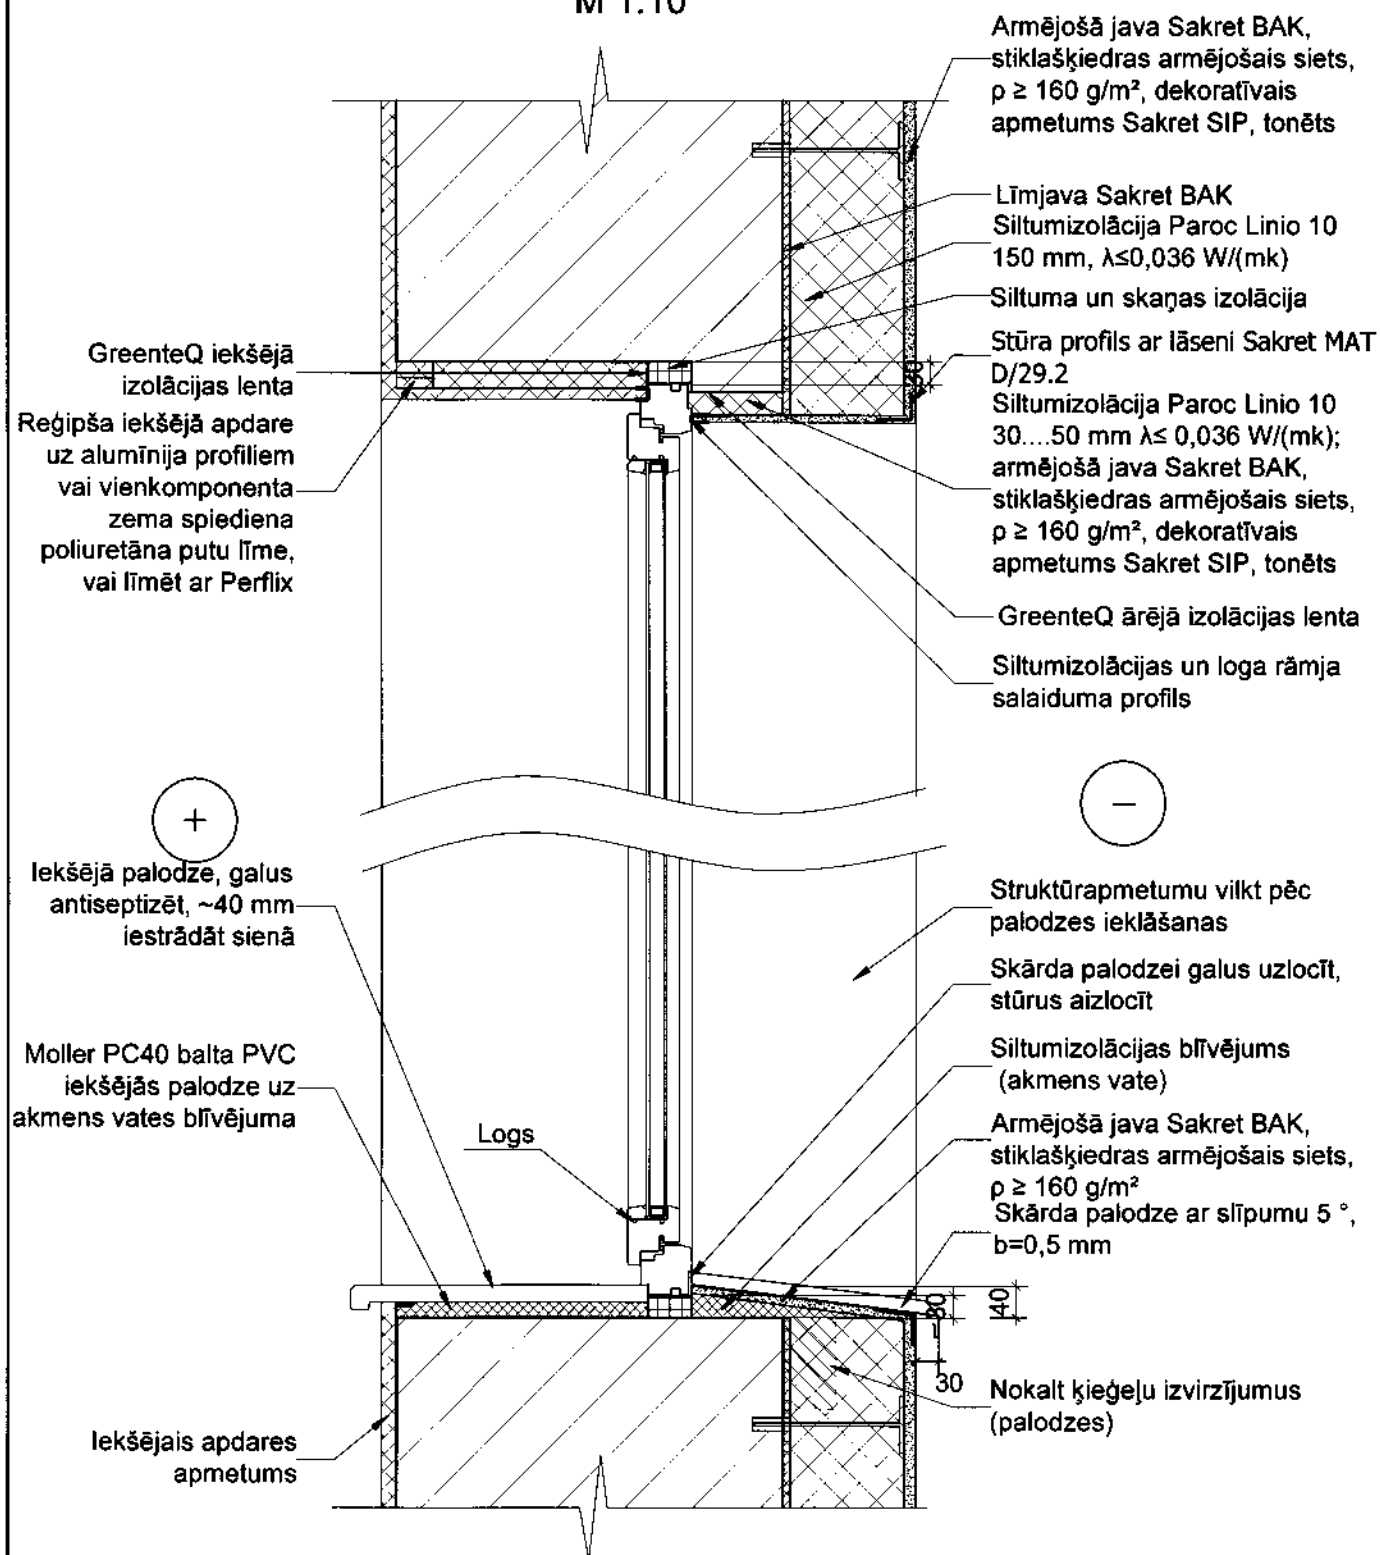 M 1:10
Armējošā java Sakret BAK,
stiklašķiedras armējošais siets,
ρ ≥ 160 g/m², dekoratīvais
apmetums Sakret SIP, tonēts
Līmjava Sakret BAK
Siltumizolācija Paroc Linio 10
150 mm, λ≤0,036 W/(mk)
Siltuma un skaņas izolācija
Stūra profils ar lāseni Sakret MAT
D/29.2
Siltumizolācija Paroc Linio 10
30....50 mm λ≤ 0,036 W/(mk);
armējošā java Sakret BAK,
stiklašķiedras armējošais siets,
ρ ≥ 160 g/m², dekoratīvais
apmetums Sakret SIP, tonēts
GreenteQ ārējā izolācijas lenta
Siltumizolācijas un loga rāmja
salaiduma profils
GreenteQ iekšējā
izolācijas lenta
Reģipša iekšējā apdare
uz alumīnija profiliem
vai vienkomponenta
zema spiediena
poliuretāna putu līme,
vai līmēt ar Perflix
+
−
Iekšējā palodze, galus
antiseptizēt, ~40 mm
iestrādāt sienā
Moller PC40 balta PVC
iekšējās palodze uz
akmens vates blīvējuma
Logs
Iekšējais apdares
apmetums
Struktūrapmetumu vilkt pēc
palodzes ieklāšanas
Skārda palodzei galus uzlocīt,
stūrus aizlocīt
Siltumizolācijas blīvējums
(akmens vate)
Armējošā java Sakret BAK,
stiklašķiedras armējošais siets,
ρ ≥ 160 g/m²
Skārda palodze ar slīpumu 5 °,
b=0,5 mm
40
30
Nokalt ķieģeļu izvirzījumus
(palodzes)